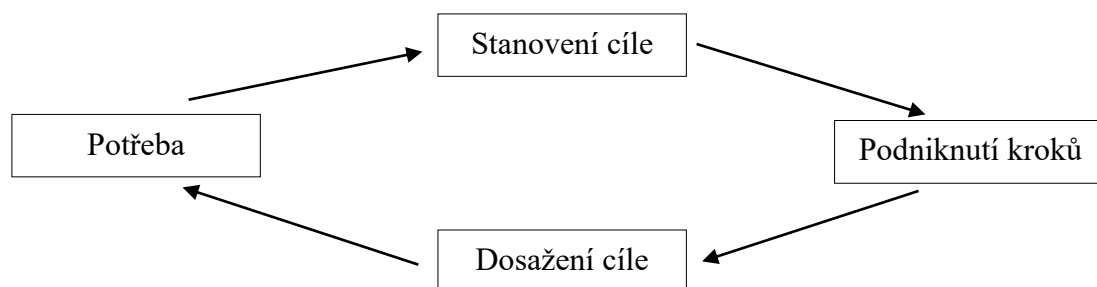 Stanovení cíle
Potřeba
Podniknutí kroků
Dosažení cíle